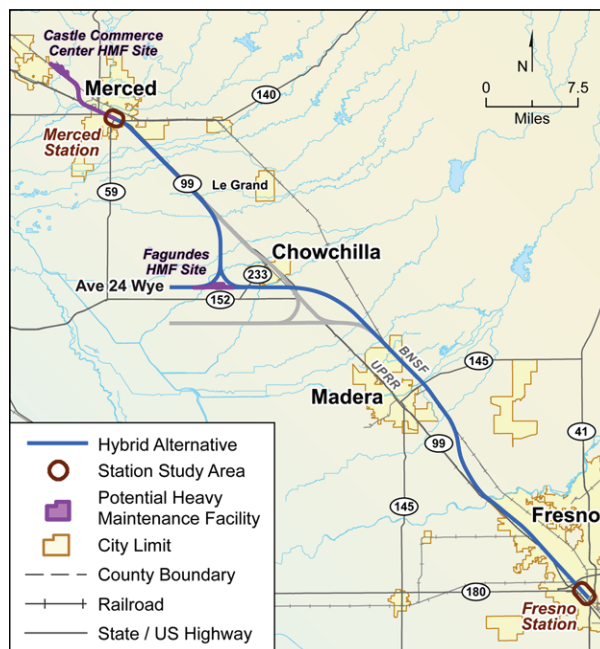 Castle Commerce
Center HMF Site
Merced
Merced
Station
140
N
0 7.5
Miles
59
99
Le Grand
Fagundes
HMF Site
Chowchilla
233
Ave 24 Wye
152
BNSF
UPRR
145
Madera
99
41
145
Fresno
180
Fresno
Station
Hybrid Alternative
Station Study Area
Potential Heavy
Maintenance Facility
City Limit
County Boundary
Railroad
State / US Highway